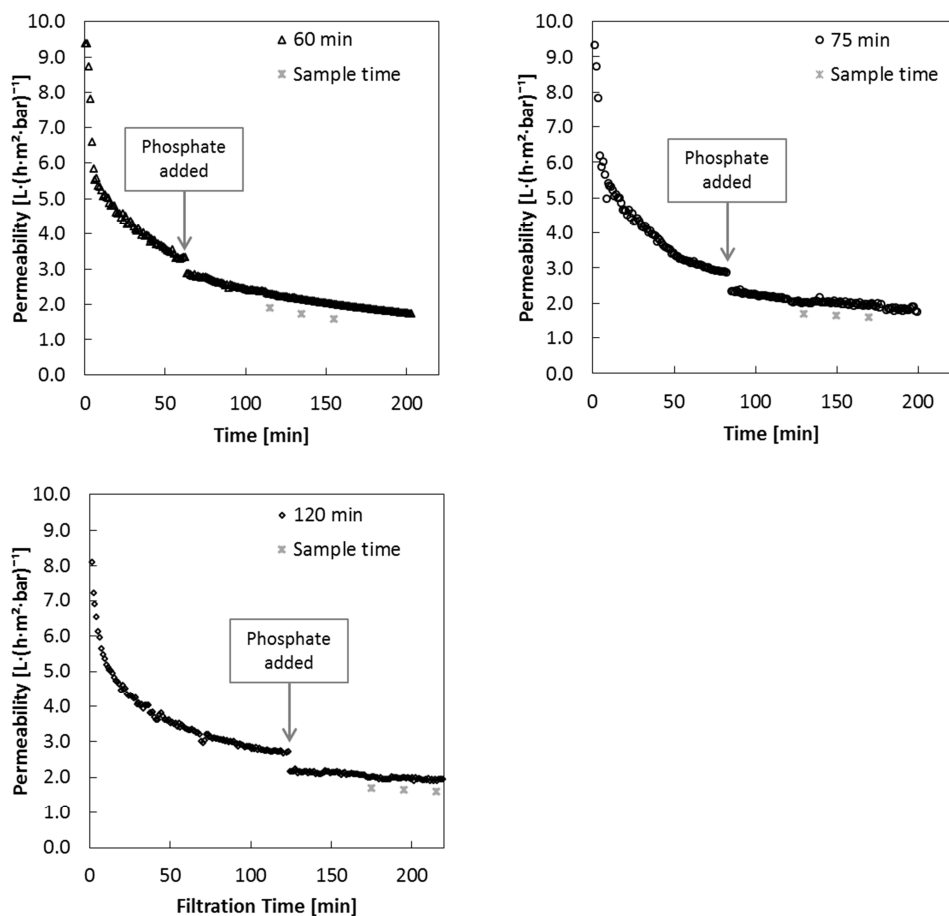 10.0
9.0
8.0
7.0
6.0
5.0
4.0
3.0
2.0
1.0
0.0
Permeability [L·(h·m²·bar)⁻¹]
60 min
Sample time
Phosphate
added
0
50
100
150
200
Time [min]
10.0
9.0
8.0
7.0
6.0
5.0
4.0
3.0
2.0
1.0
0.0
Permeability [L·(h·m²·bar)⁻¹]
75 min
Sample time
Phosphate
added
0
50
100
150
200
Time [min]
10.0
9.0
8.0
7.0
6.0
5.0
4.0
3.0
2.0
1.0
0.0
Permeability [L·(h·m²·bar)⁻¹]
120 min
Sample time
Phosphate
added
0
50
100
150
200
Filtration Time [min]